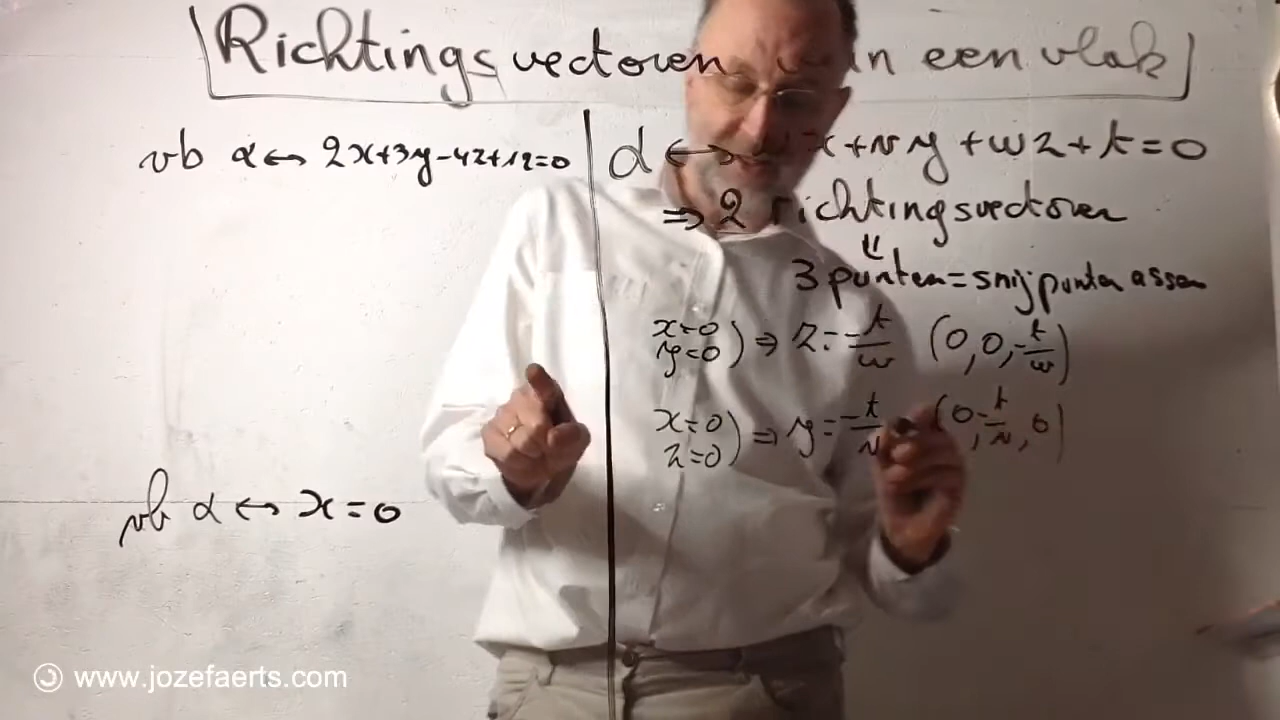 Richtingsvectoren van een vlak
vb α ↔ 2x+3y-4z+12=0
vb α ↔ x=0
α ↔ ux+vy+wz+t=0
⇒ 2 richtingsvectoren
⇓
3 punten = snijpunten assen
x=0
y=0 ) ⇒ z=-t/w (0,0,-t/w)
x=0
z=0 ) ⇒ y=-t/v (0,-t/v,0)
www.jozefaerts.com